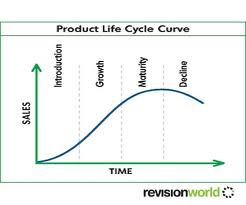 Product Life Cycle Curve
Introduction
Growth
Maturity
Decline
SALES
TIME
revisionworld